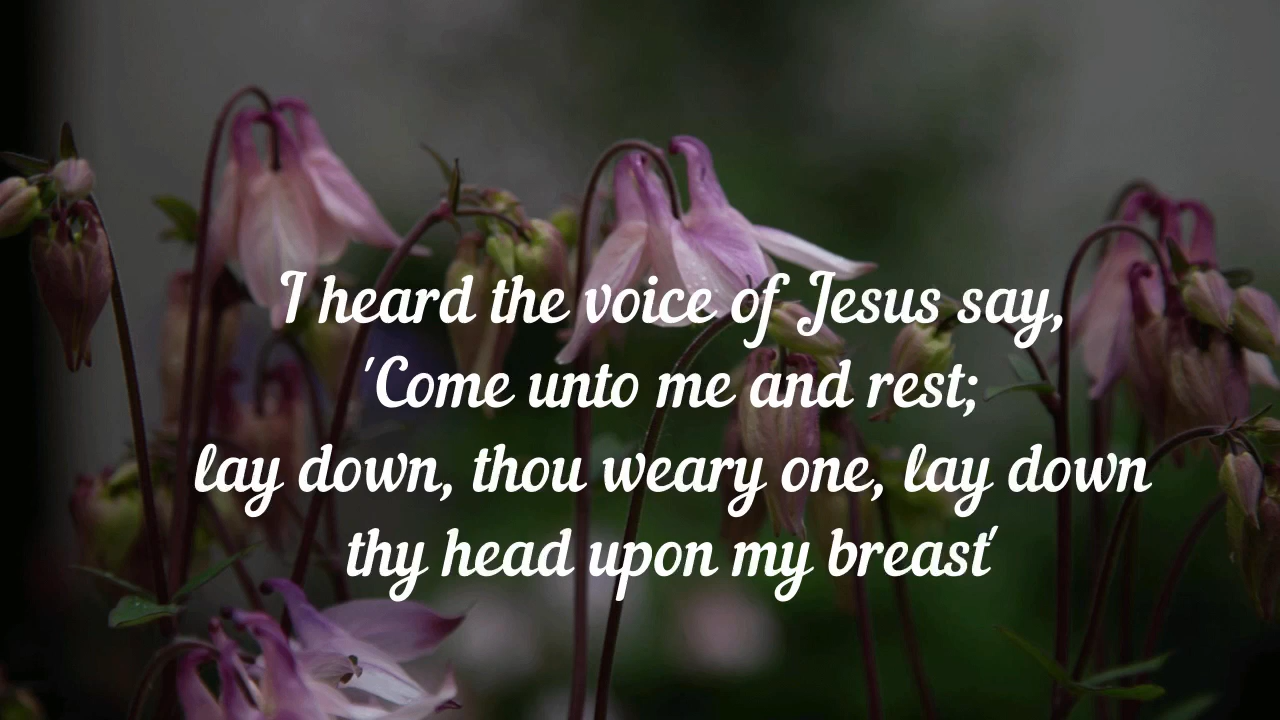 I heard the voice of Jesus say,
'Come unto me and rest;
lay down, thou weary one, lay down
thy head upon my breast'